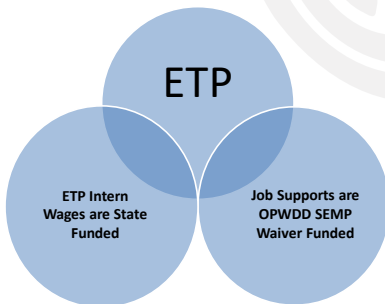 ETP
ETP Intern
Wages are State
Funded
Job Supports are
OPWDD SEMP
Waiver Funded